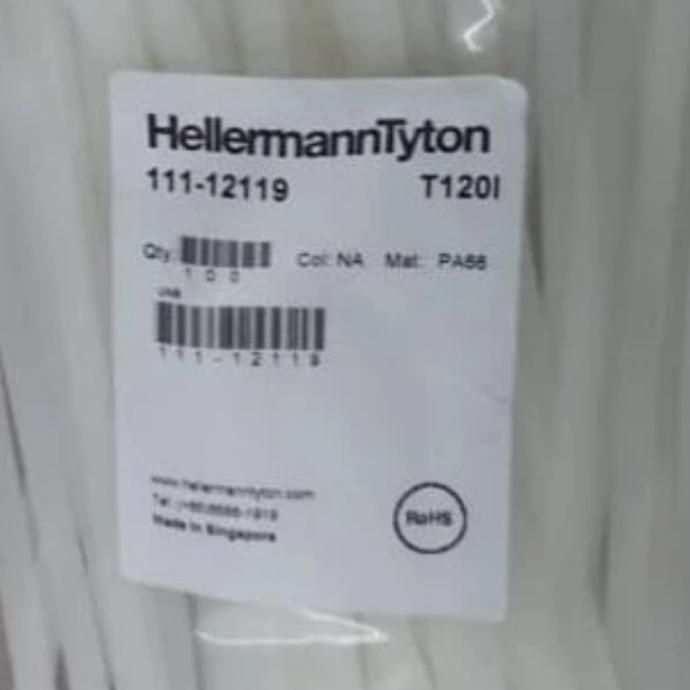 HellermannTyton
111-12119 T120I
Qty: Col: NA Mat: PA66
100
111-12119
www.hellermanntyton.com
Tel:
Made in Singapore
RoHS